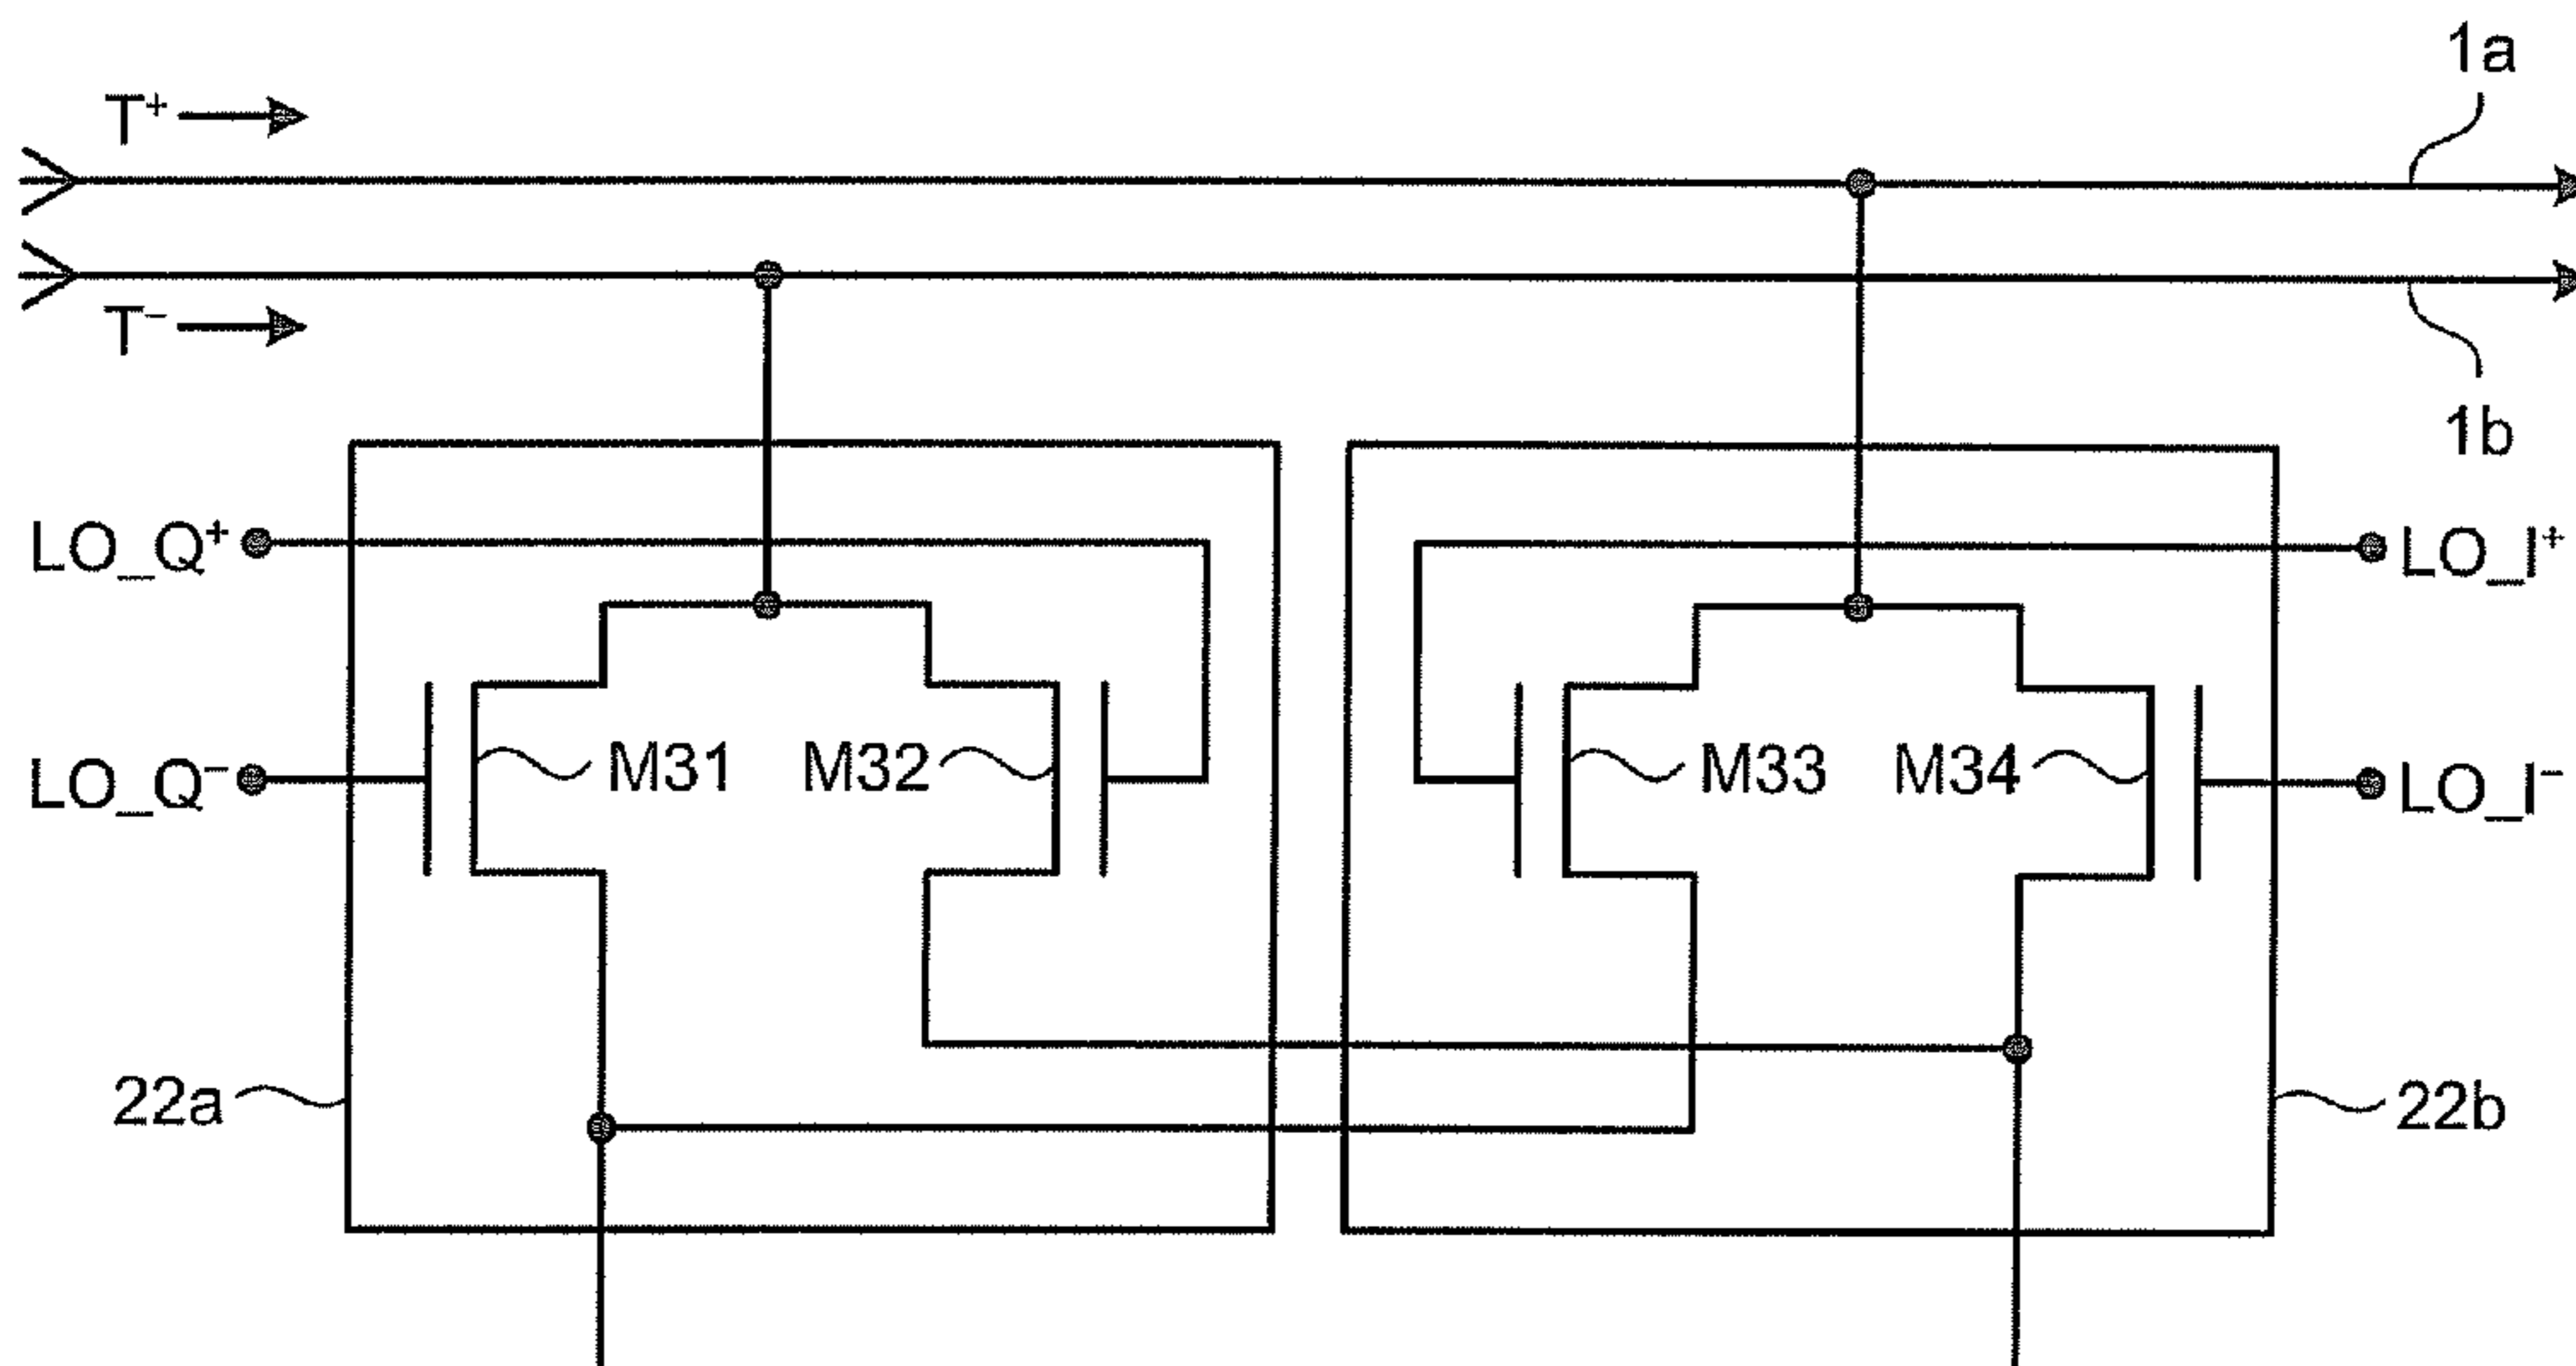 1a
T⁺
T⁻
1b
LO_Q⁺
LO_I⁺
LO_Q⁻
M31
M32
M33
M34
LO_I⁻
22a
22b